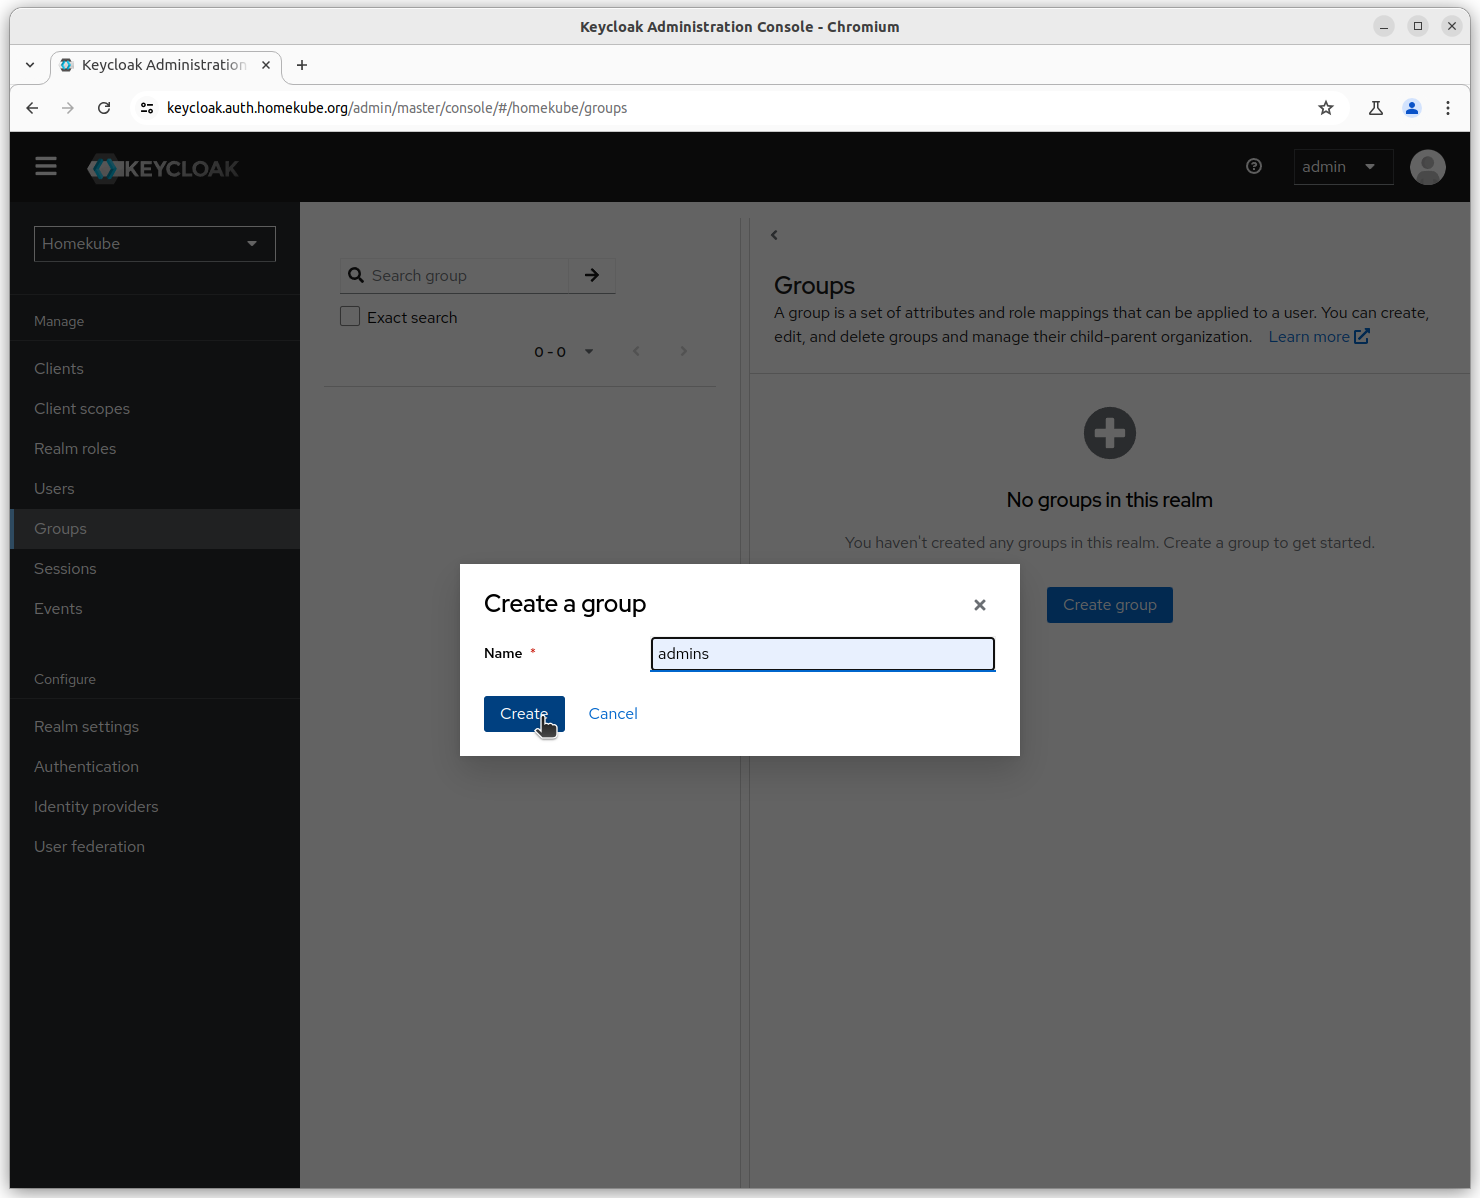 Keycloak Administration Console - Chromium
Keycloak Administration
keycloak.auth.homekube.org/admin/master/console/#/homekube/groups
KEYCLOAK
admin
Homekube
Manage
Clients
Client scopes
Realm roles
Users
Groups
Sessions
Events
Configure
Realm settings
Authentication
Identity providers
User federation
Search group
Exact search
0 - 0
Groups
A group is a set of attributes and role mappings that can be applied to a user. You can create,
edit, and delete groups and manage their child-parent organization. Learn more
No groups in this realm
You haven't created any groups in this realm. Create a group to get started.
Create group
Create a group
Name *
admins
Create
Cancel